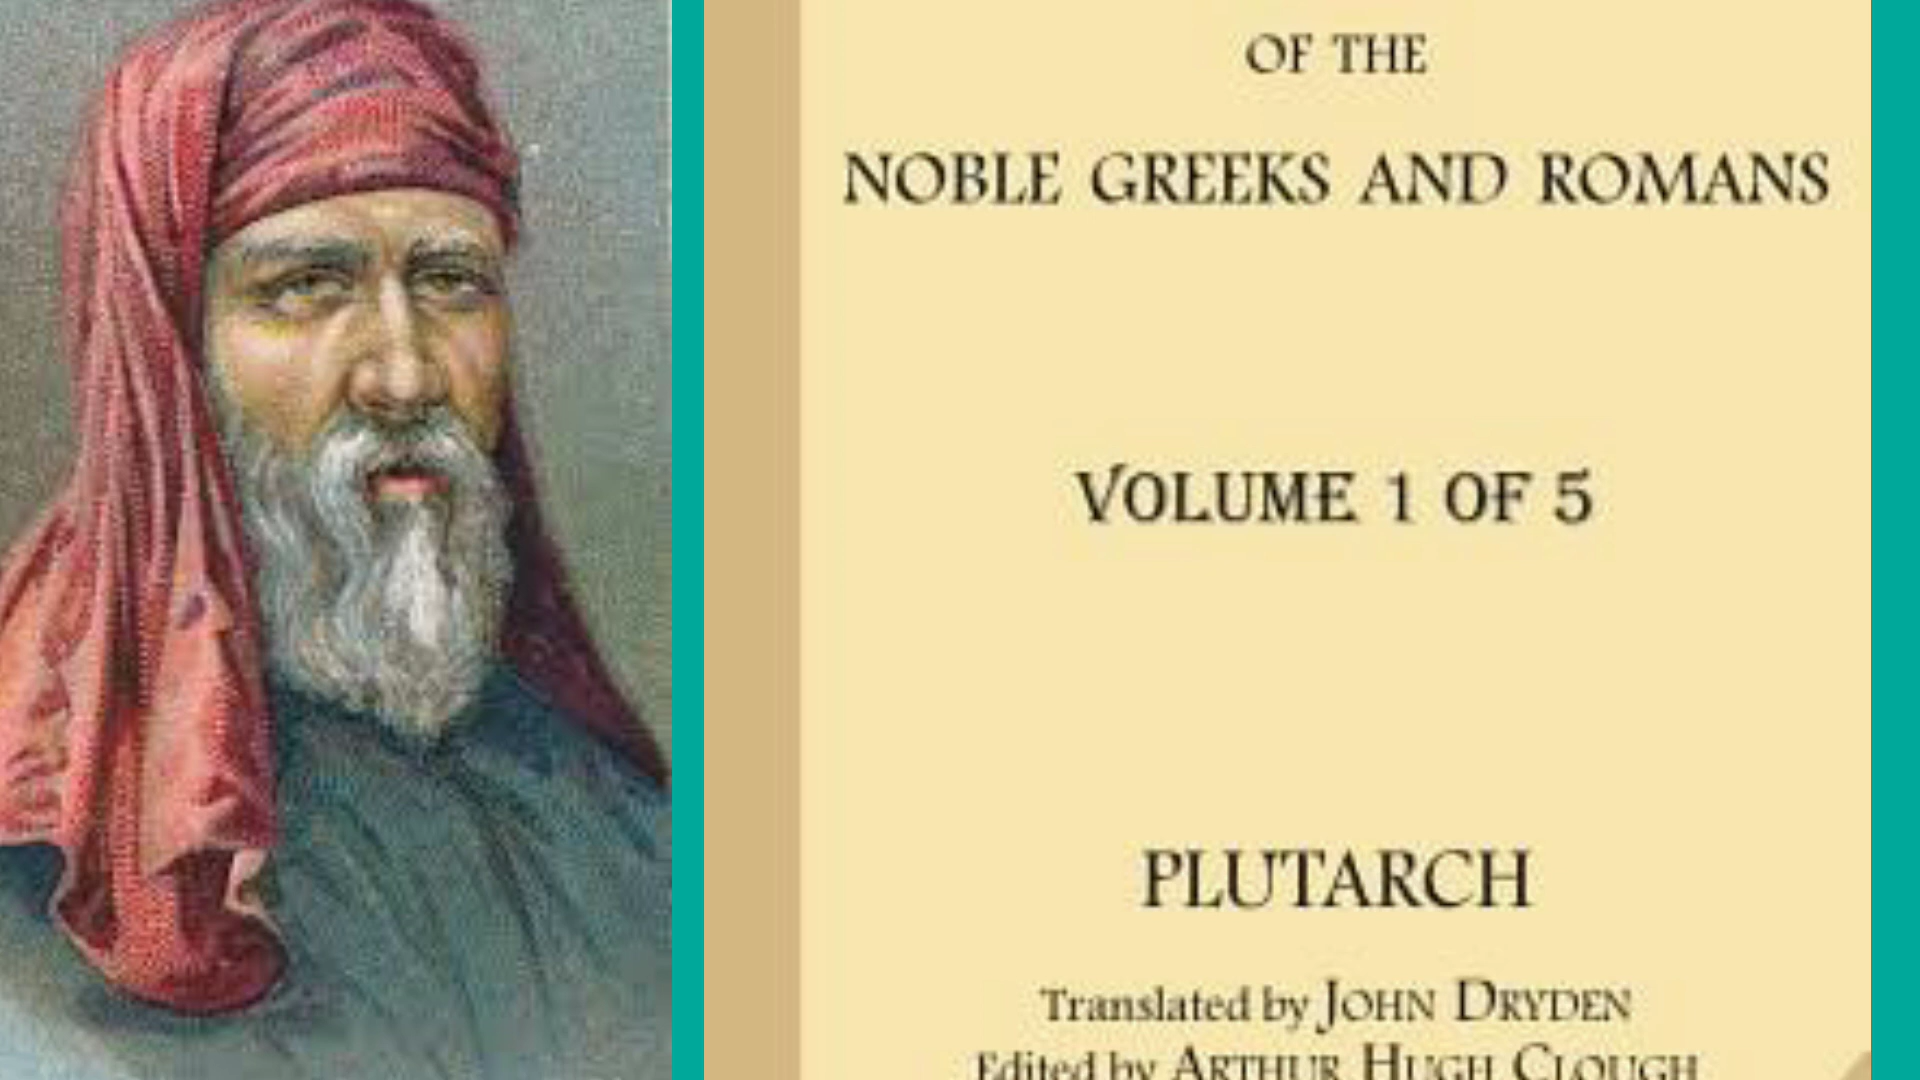 OF THE
NOBLE GREEKS AND ROMANS
VOLUME 1 OF 5
PLUTARCH
Translated by JOHN DRYDEN
Edited by ARTHUR HUGH CLOUGH